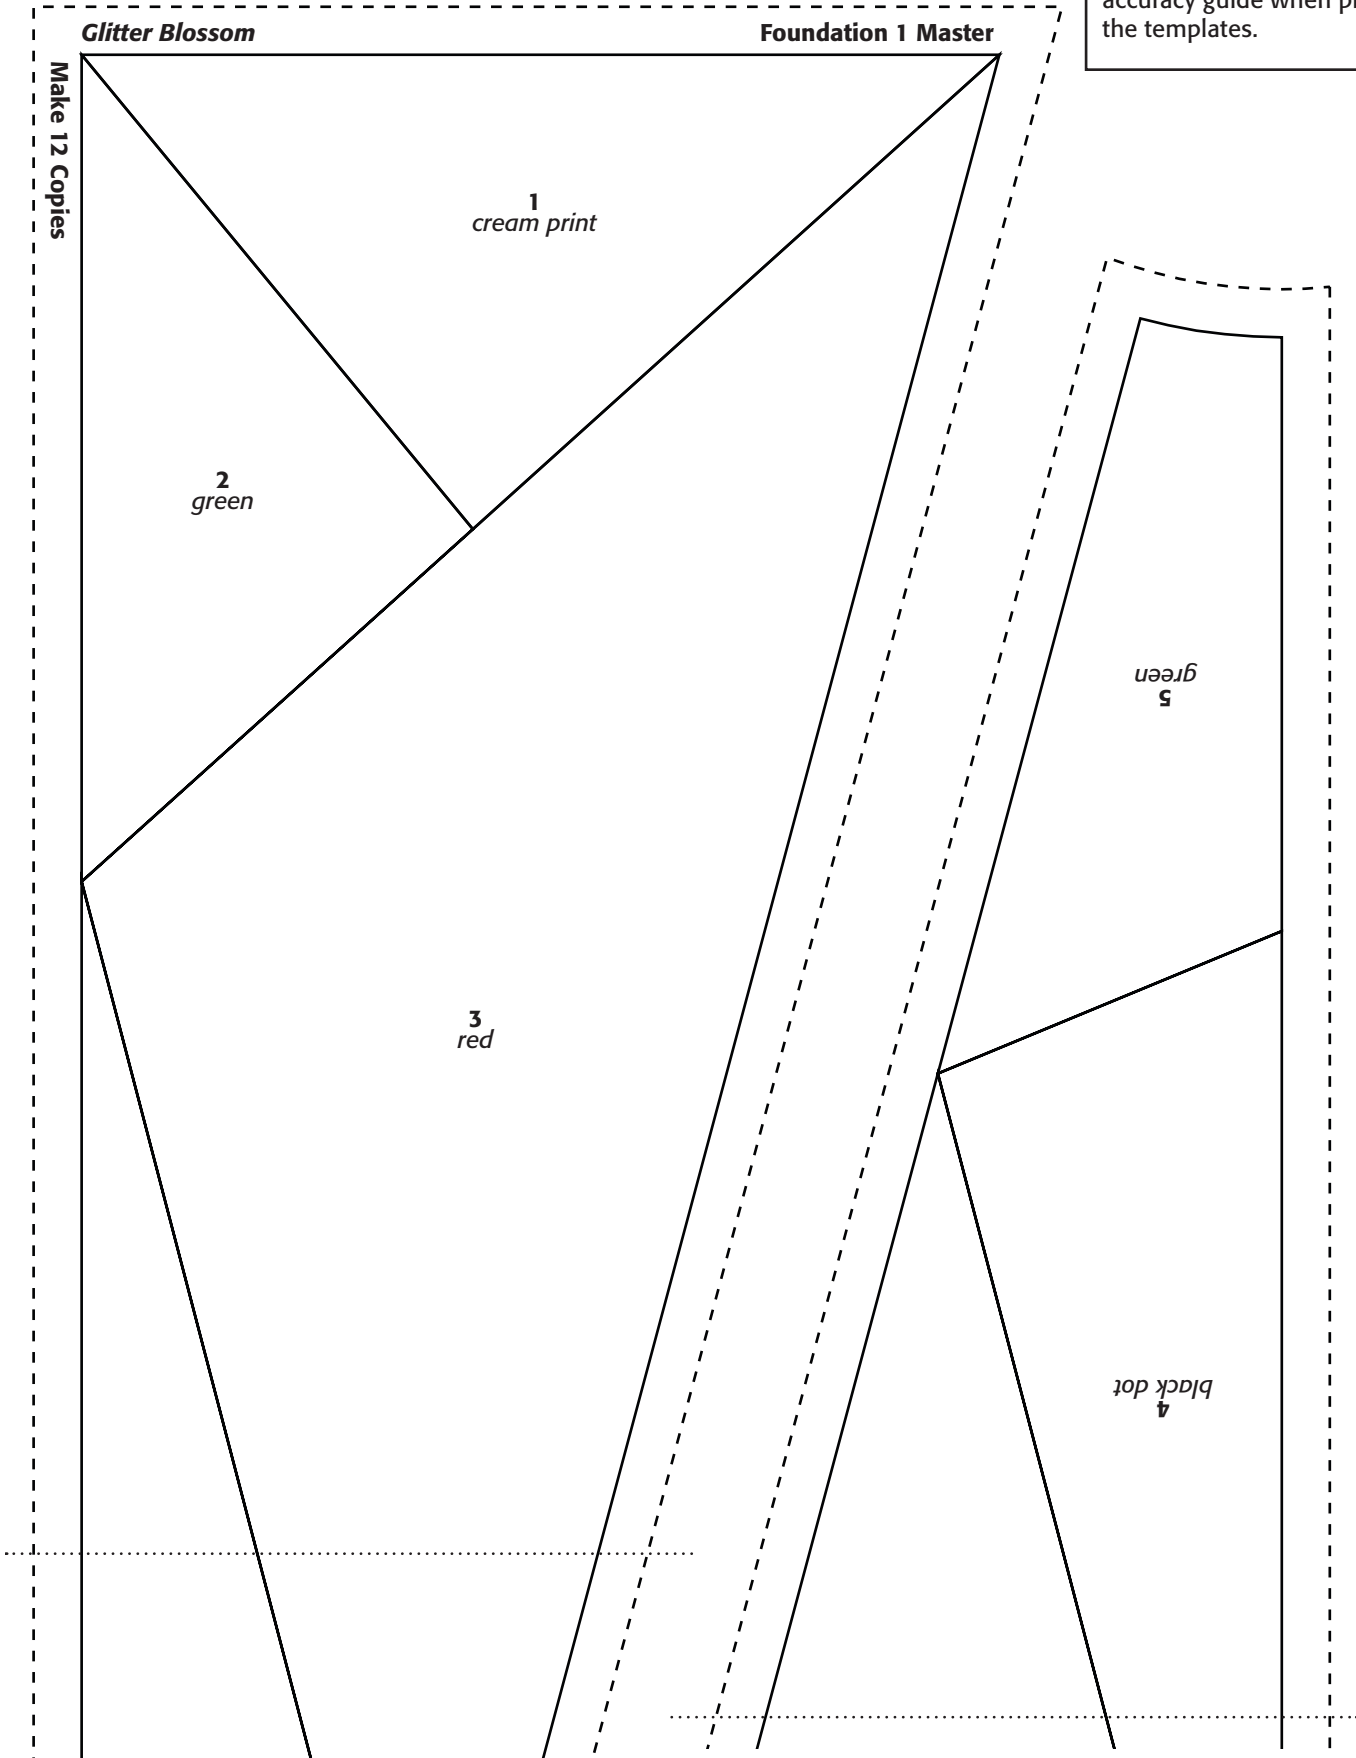 accuracy guide when
the templates.
Glitter Blossom
Foundation 1 Master
Make 12 Copies
1
cream print
2
green
3
red
5
green
4
black dot